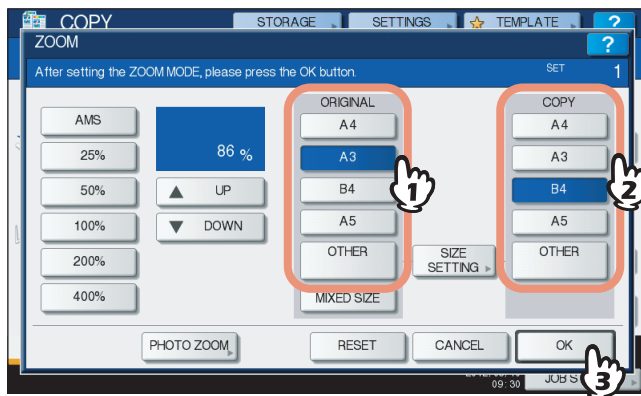 COPY STORAGE SETTINGS TEMPLATE ?
ZOOM ?
After setting the ZOOM MODE, please press the OK button. SET 1
ORIGINAL COPY
AMS A4 A4
25% 86 % A3 A3
50% UP B4 B4
100% DOWN A5 A5
200% OTHER SIZE SETTING OTHER
400% MIXED SIZE
PHOTO ZOOM RESET CANCEL OK
09:30 JOB S
1
2
3